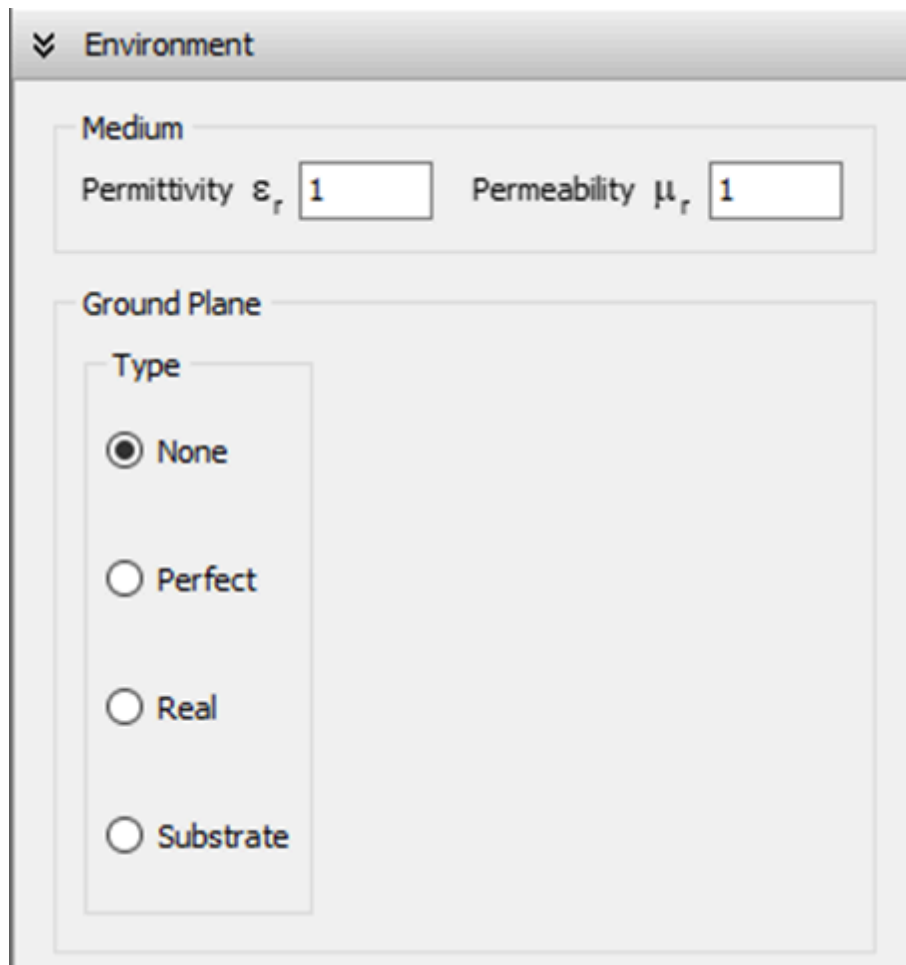 Environment
Medium
Permittivity εr 1 Permeability μr 1
Ground Plane
Type
None
Perfect
Real
Substrate